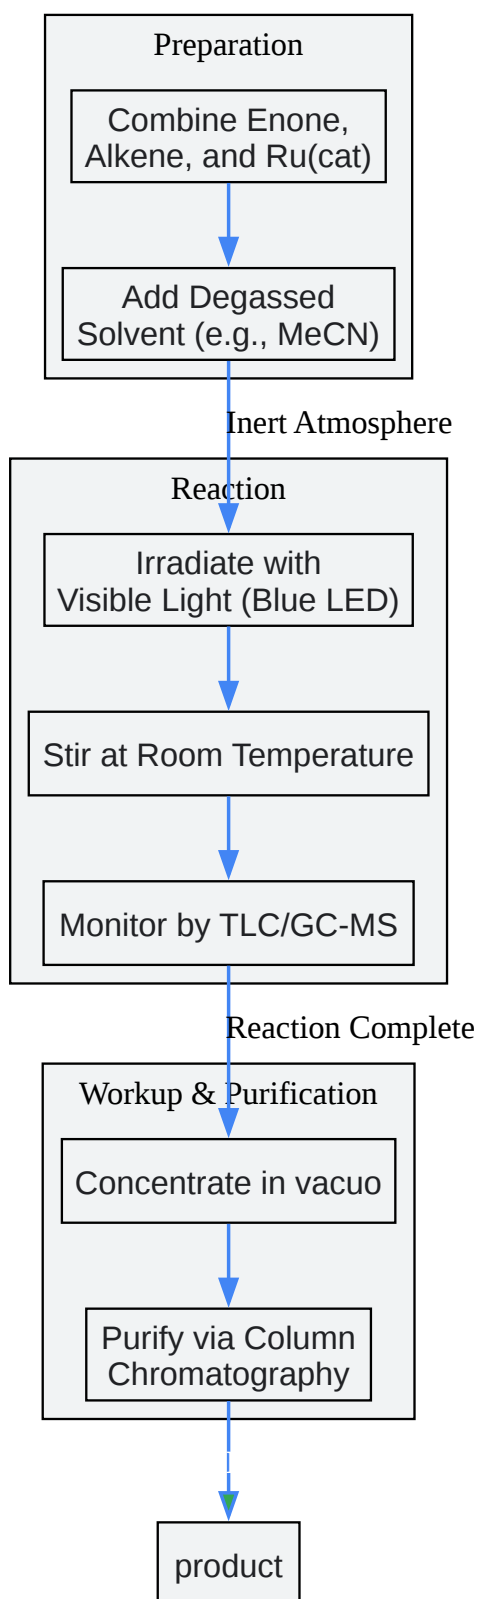 Preparation
Combine Enone,
Alkene, and Ru(cat)
Add Degassed
Solvent (e.g., MeCN)
Inert Atmosphere
Reaction
Irradiate with
Visible Light (Blue LED)
Stir at Room Temperature
Monitor by TLC/GC-MS
Reaction Complete
Workup & Purification
Concentrate in vacuo
Purify via Column
Chromatography
product